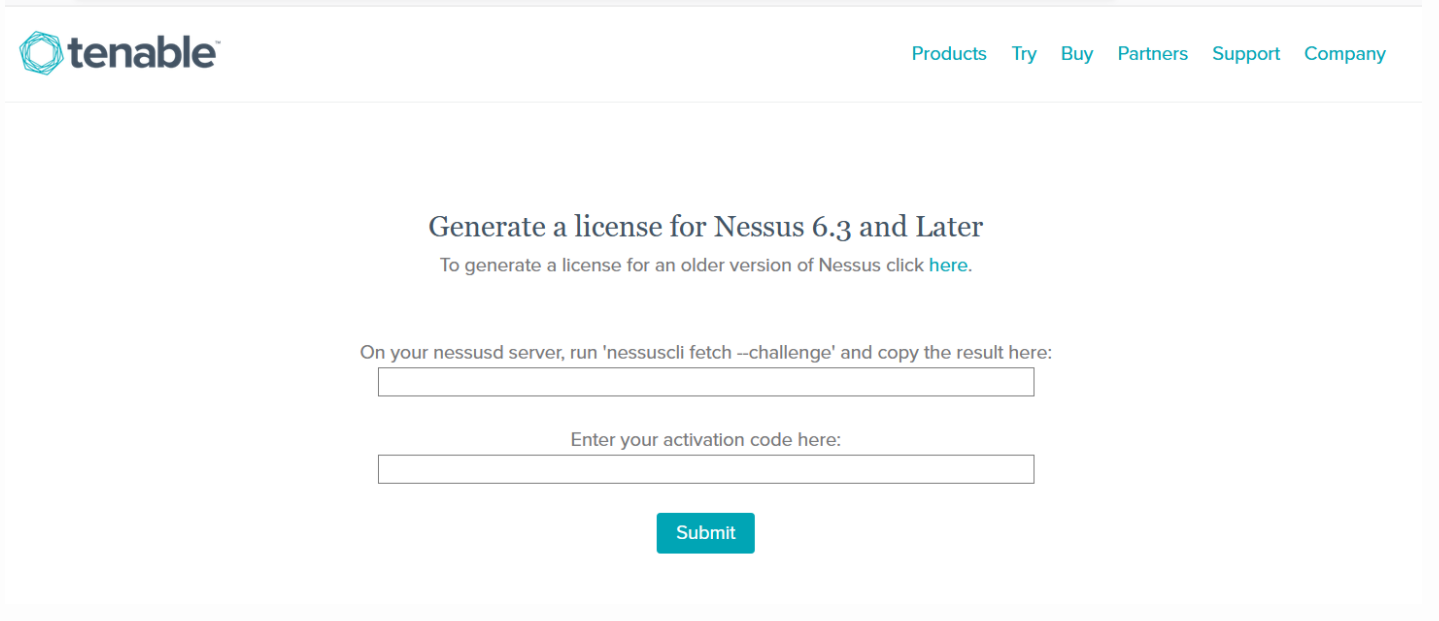 tenable™
Products Try Buy Partners Support Company
Generate a license for Nessus 6.3 and Later
To generate a license for an older version of Nessus click here.
On your nessusd server, run 'nessuscli fetch --challenge' and copy the result here:
Enter your activation code here:
Submit